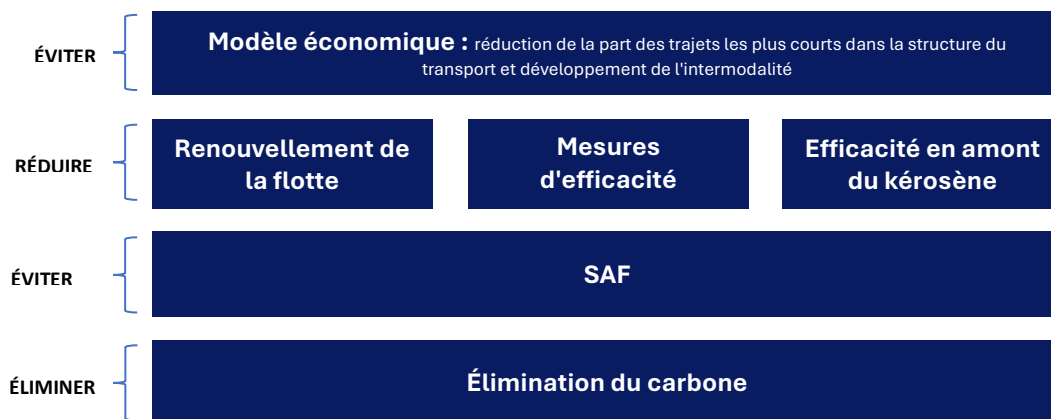 ÉVITER
Modèle économique : réduction de la part des trajets les plus courts dans la structure du
transport et développement de l'intermodalité
RÉDUIRE
Renouvellement de
la flotte
Mesures
d'efficacité
Efficacité en amont
du kérosène
ÉVITER
SAF
ÉLIMINER
Élimination du carbone